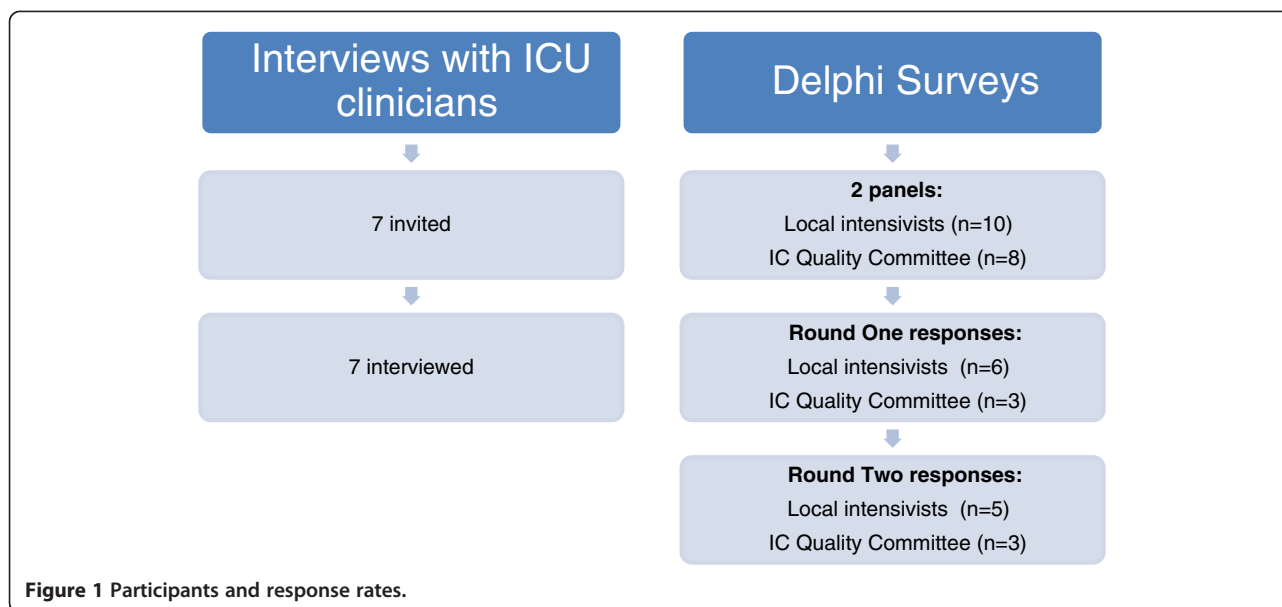 Interviews with ICU
clinicians
7 invited
7 interviewed
Delphi Surveys
2 panels:
Local intensivists (n=10)
IC Quality Committee (n=8)
Round One responses:
Local intensivists (n=6)
IC Quality Committee (n=3)
Round Two responses:
Local intensivists (n=5)
IC Quality Committee (n=3)
Figure 1 Participants and response rates.